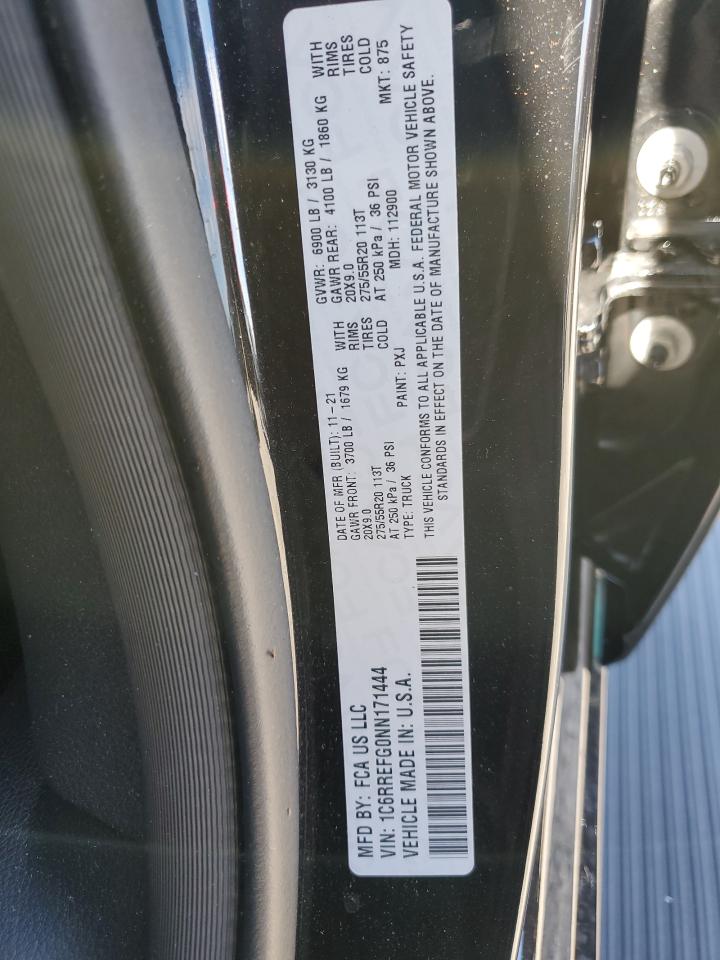 MFD BY: FCA US LLC
VIN: 1C6RREFG0NN171444
VEHICLE MADE IN: U.S.A.
DATE OF MFR (BUILT): 11-21
GAWR FRONT: 3700 LB / 1679 KG WITH
20X9.0 RIMS
275/55R20 113T TIRES
AT 250 kPa / 36 PSI COLD
TYPE: TRUCK PAINT: PXJ
GVWR: 6900 LB / 3130 KG
GAWR REAR: 4100 LB / 1860 KG WITH
20X9.0 RIMS
275/55R20 113T TIRES
AT 250 kPa / 36 PSI COLD
MDH: 112900 MKT: 875
THIS VEHICLE CONFORMS TO ALL APPLICABLE U.S.A. FEDERAL MOTOR VEHICLE SAFETY
STANDARDS IN EFFECT ON THE DATE OF MANUFACTURE SHOWN ABOVE.